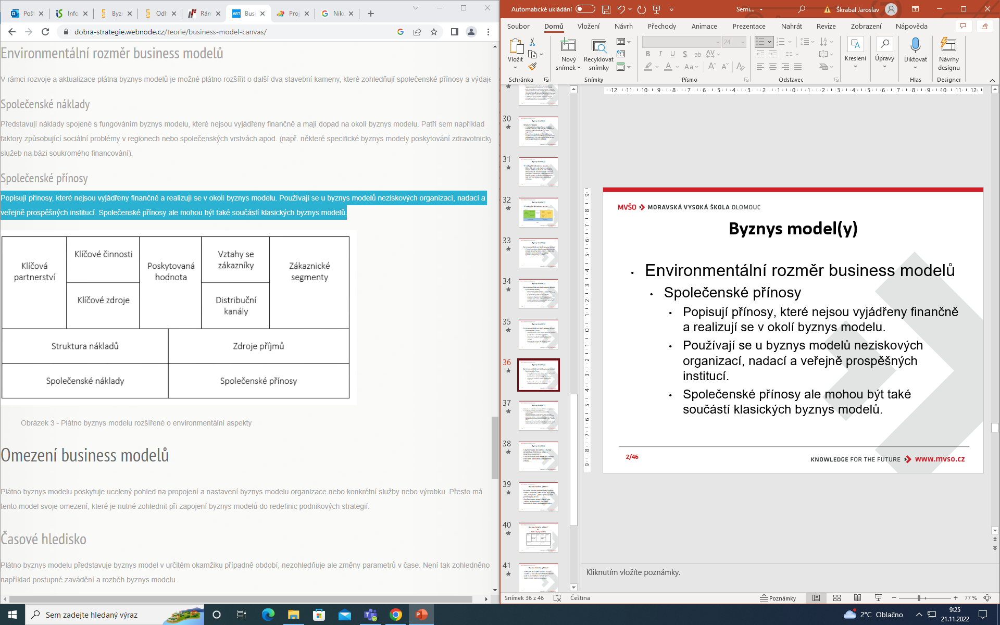 Pošt
Info
Byzn
Odh
Rám
Busi
Proj
Niko
dobra-strategie.webnode.cz/teorie/business-model-canvas/
Environmentální rozměr business modelů
V rámci rozvoje a aktualizace plátna byznys modelů je možné plátno rozšířit o další dva stavební kameny, které zohledňují společenské přínosy a výdaje
Společenské náklady
Představují náklady spojené s fungováním byznys modelu, které nejsou vyjádřeny finančně a mají dopad na okolí byznys modelu. Patří sem například
faktory způsobující sociální problémy v regionech nebo společenských vrstvách apod. (např. některé specifické byznys modely poskytování zdravotnický
služeb na bázi soukromého financování).
Společenské přínosy
Popisují přínosy, které nejsou vyjádřeny finančně a realizují se v okolí byznys modelu. Používají se u byznys modelů neziskových organizací, nadací a
veřejně prospěšných institucí. Společenské přínosy ale mohou být také součástí klasických byznys modelů.
Klíčová
partnerství
Klíčové činnosti
Klíčové zdroje
Poskytovaná
hodnota
Vztahy se
zákazníky
Distribuční
kanály
Zákaznické
segmenty
Struktura nákladů
Zdroje příjmů
Společenské náklady
Společenské přínosy
Obrázek 3 - Plátno byznys modelu rozšířené o environmentální aspekty
Omezení business modelů
Plátno byznys modelu poskytuje ucelený pohled na propojení a nastavení byznys modelu organizace nebo konkrétní služby nebo výrobku. Přesto má
tento model svoje omezení, které je nutné zohlednit při zapojení byznys modelů do redefinic podnikových strategií.
Časové hledisko
Plátno byznys modelu představuje byznys model v určitém okamžiku případně období, nezohledňuje ale změny parametrů v čase. Není tak zohledněno
například postupné zavádění a rozběh byznys modelu.
Automatické ukládání
Semi...
Škrabal Jaroslav
Soubor Domů Vložení Návrh Přechody Animace Prezentace Nahrát Revize Zobrazení Nápověda
Vložit
Schránka
Nový
snímek
Recyklovat
snímky
Snímky
24
Písmo
Odstavec
Kreslení
Úpravy
Diktovat
Hlas
Návrhy
designu
Designer
30
31
32
33
34
35
36
37
38
39
40
41
MVŠO MORAVSKÁ VYSOKÁ ŠKOLA OLOMOUC
Byznys model(y)
• Environmentální rozměr business modelů
• Společenské přínosy
• Popisují přínosy, které nejsou vyjádřeny finančně
a realizují se v okolí byznys modelu.
• Používají se u byznys modelů neziskových
organizací, nadací a veřejně prospěšných
institucí.
• Společenské přínosy ale mohou být také
součástí klasických byznys modelů.
2/46
KNOWLEDGE FOR THE FUTURE www.mvso.cz
Kliknutím vložíte poznámky.
Snímek 36 z 46
Čeština
Poznámky
77 %
Sem zadejte hledaný výraz
2°C Oblačno
9:25
21.11.2022